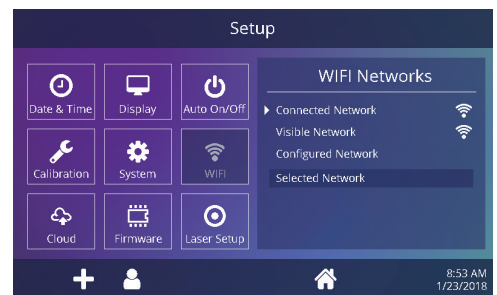 Setup
Date & Time
Display
Auto On/Off
Calibration
System
WIFI
Cloud
Firmware
Laser Setup
WIFI Networks
Connected Network
Visible Network
Configured Network
Selected Network
8:53 AM
1/23/2018